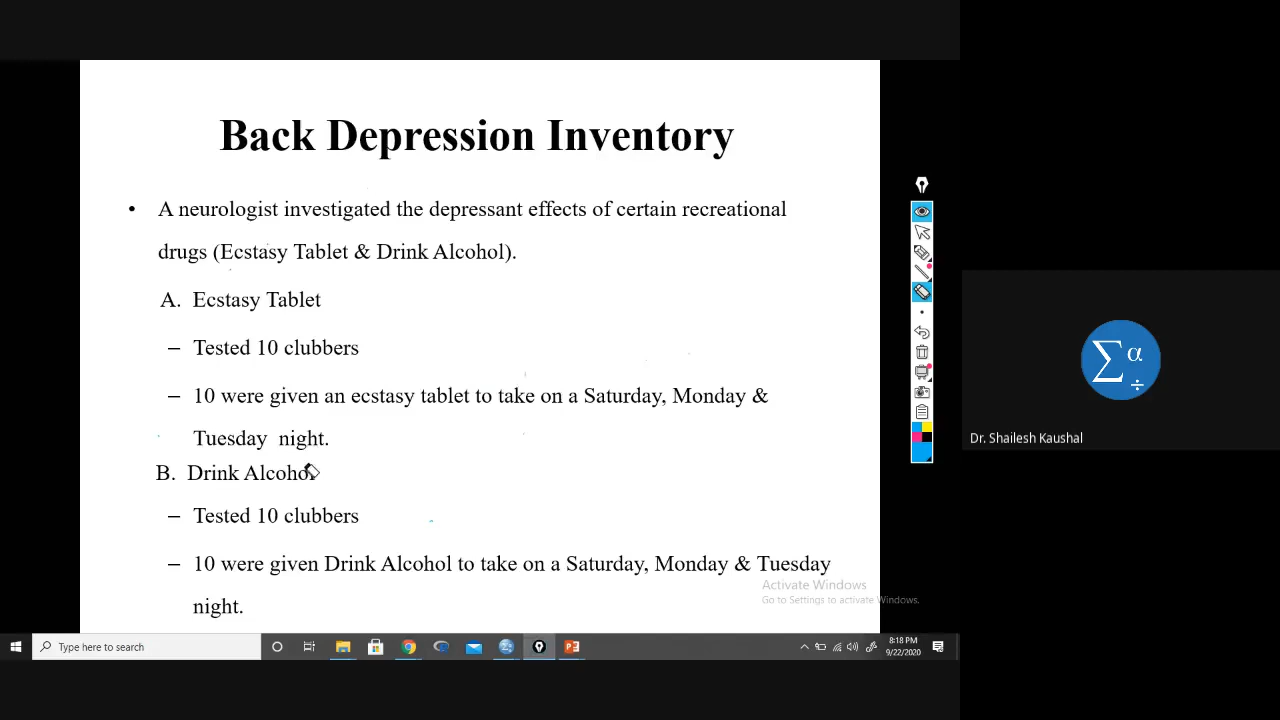 Back Depression Inventory
• A neurologist investigated the depressant effects of certain recreational
drugs (Ecstasy Tablet & Drink Alcohol).
A. Ecstasy Tablet
– Tested 10 clubbers
– 10 were given an ecstasy tablet to take on a Saturday, Monday &
Tuesday night.
B. Drink Alcohol
– Tested 10 clubbers
– 10 were given Drink Alcohol to take on a Saturday, Monday & Tuesday
night.
Activate Windows
Go to Settings to activate Windows.
Σ α ÷
Dr. Shailesh Kaushal
Type here to search
8:18 PM
9/22/2020